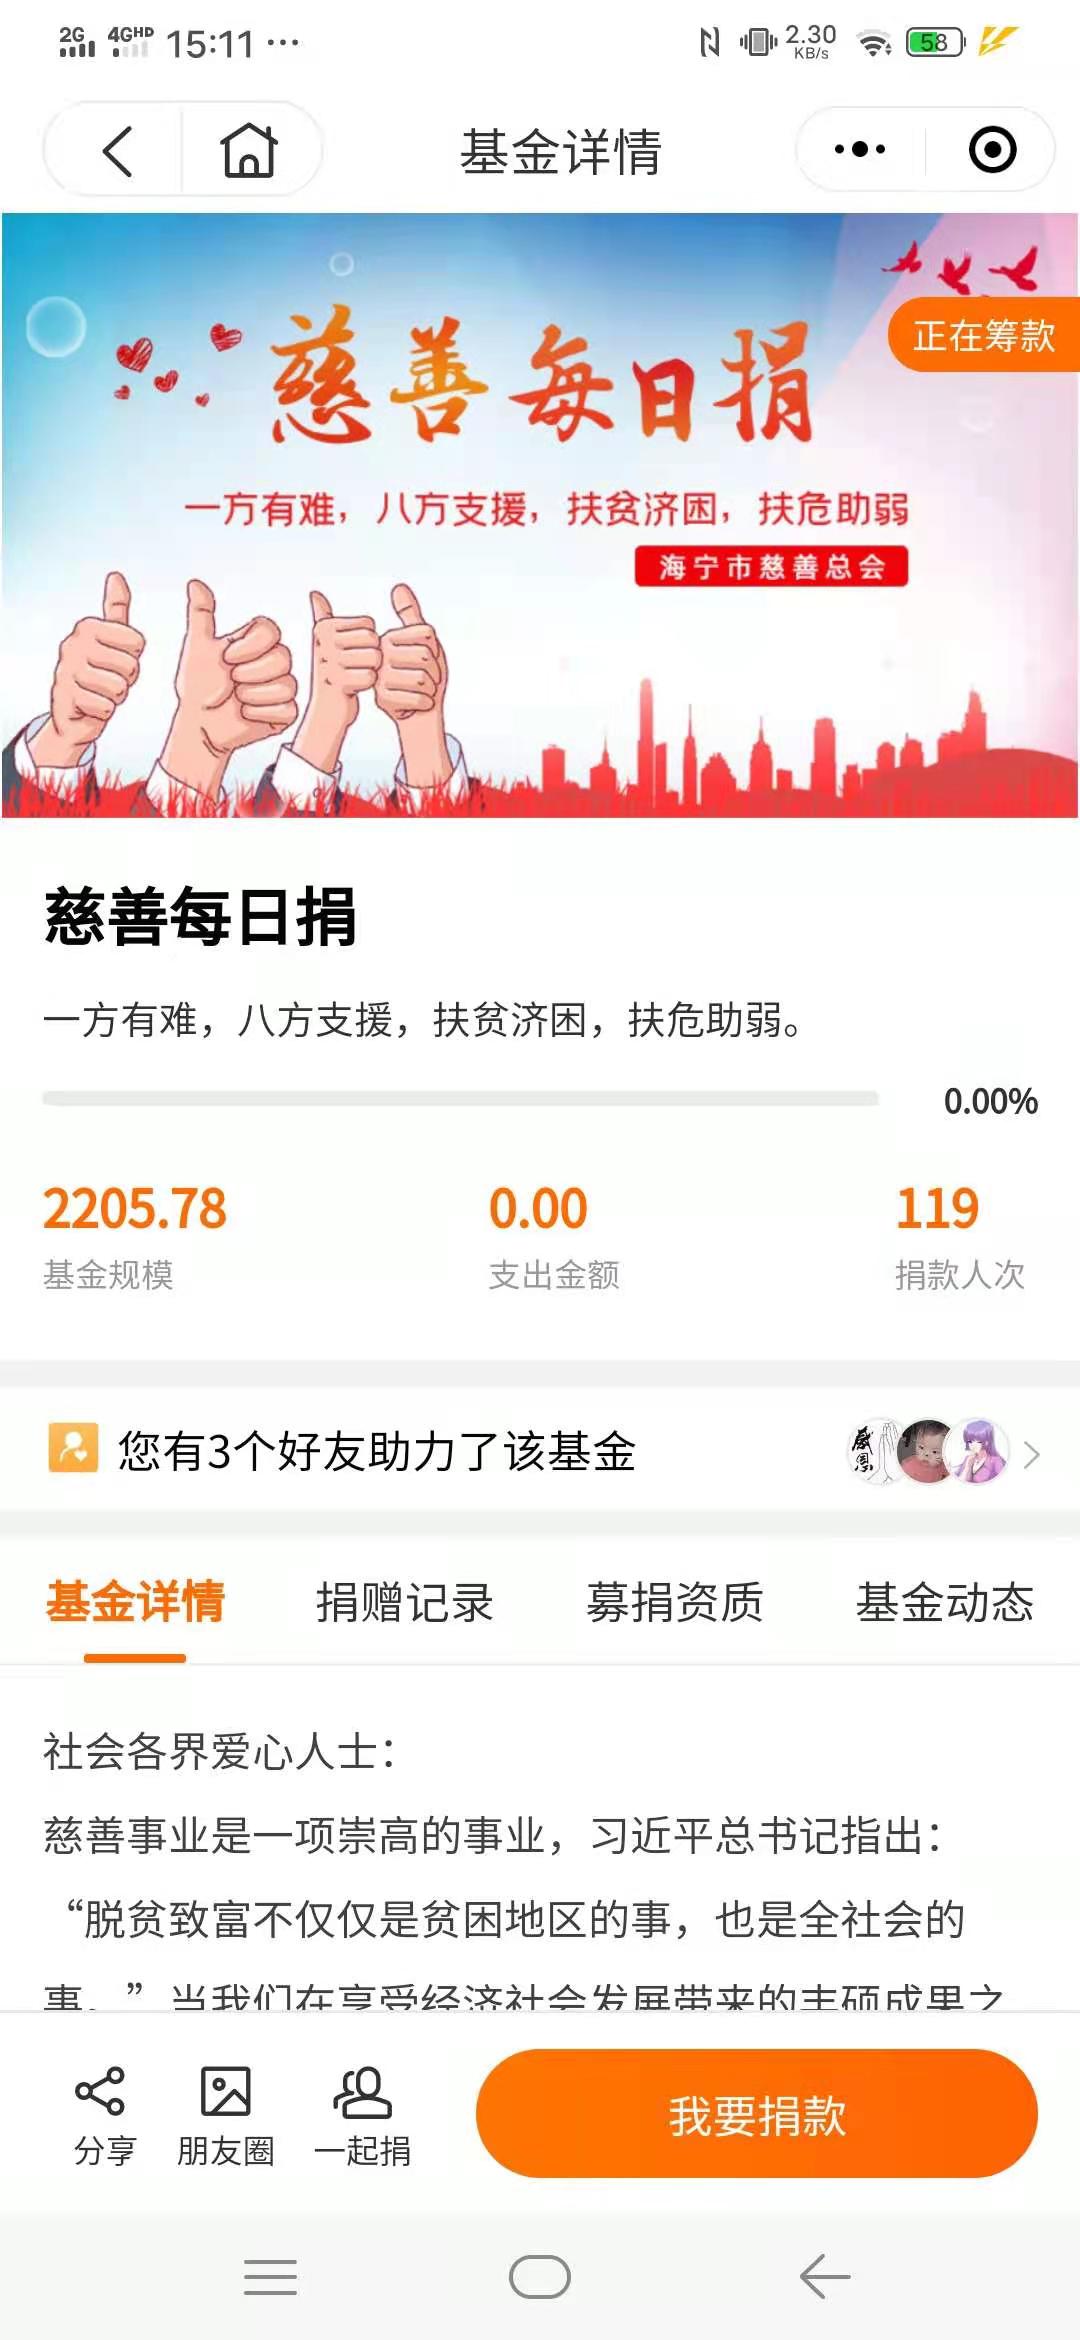 2G 4GHD 15:11 ... 2.30 KB/s 58
基金详情
正在筹款
慈善每日捐
一方有难，八方支援，扶贫济困，扶危助弱
海宁市慈善总会
慈善每日捐
一方有难，八方支援，扶贫济困，扶危助弱。
0.00%
2205.78 0.00 119
基金规模 支出金额 捐款人次
您有3个好友助力了该基金
感恩
基金详情 捐赠记录 募捐资质 基金动态
社会各界爱心人士：
慈善事业是一项崇高的事业，习近平总书记指出：
“脱贫致富不仅仅是贫困地区的事，也是全社会的
事。”当我们在享受经济社会发展带来的丰硕成果之
分享 朋友圈 一起捐 我要捐款